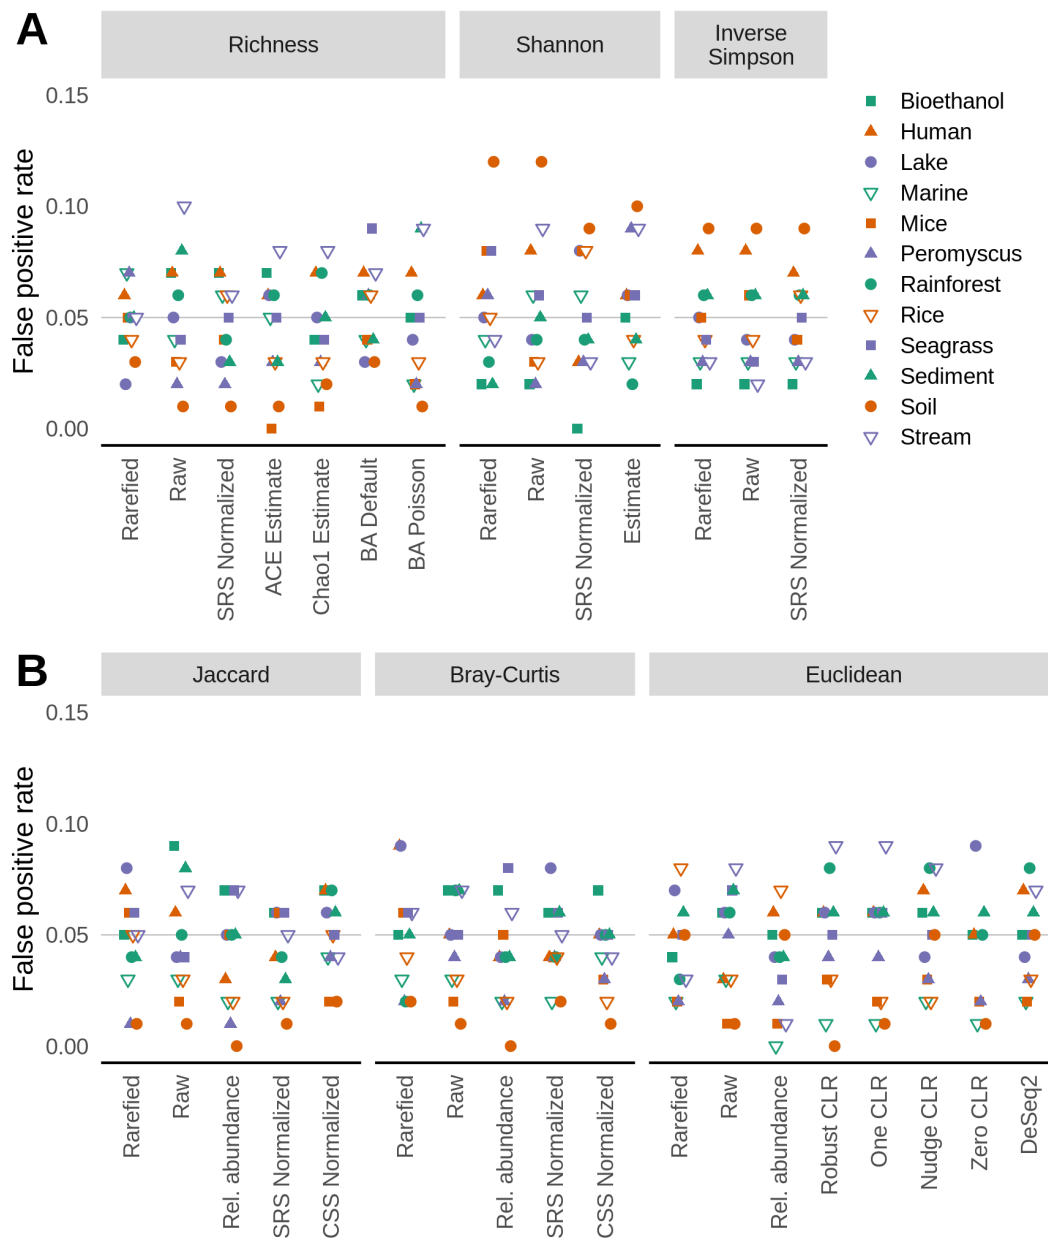 A
Richness
Shannon
Inverse
Simpson
False positive rate
0.15
0.10
0.05
0.00
Rarefied
Raw
SRS Normalized
ACE Estimate
Chao1 Estimate
BA Default
BA Poisson
Rarefied
Raw
SRS Normalized
Estimate
Rarefied
Raw
SRS Normalized
Bioethanol
Human
Lake
Marine
Mice
Peromyscus
Rainforest
Rice
Seagrass
Sediment
Soil
Stream
B
Jaccard
Bray-Curtis
Euclidean
False positive rate
0.15
0.10
0.05
0.00
Rarefied
Raw
Rel. abundance
SRS Normalized
CSS Normalized
Rarefied
Raw
Rel. abundance
SRS Normalized
CSS Normalized
Rarefied
Raw
Rel. abundance
Robust CLR
One CLR
Nudge CLR
Zero CLR
DeSeq2